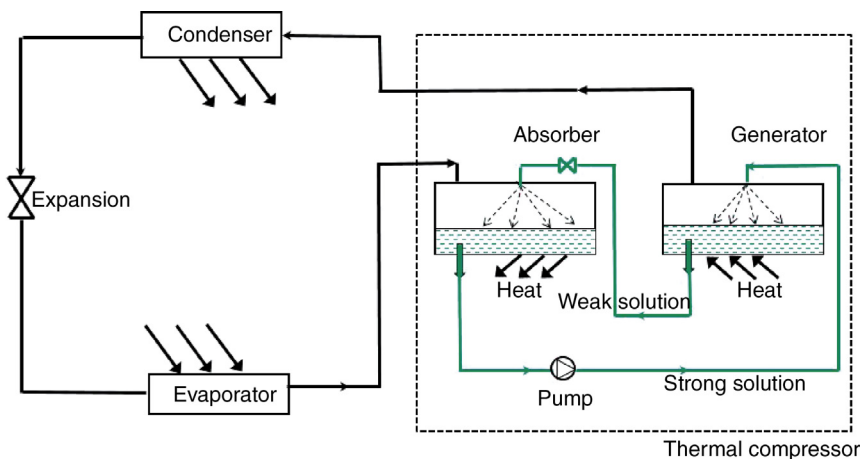 Condenser
Absorber
Generator
Expansion
Heat
Weak solution
Heat
Evaporator
Pump
Strong solution
Thermal compressor